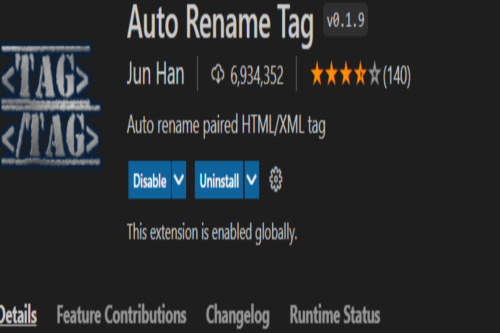 Auto Rename Tag v0.1.9
<TAG>
Jun Han 6,934,352 (140)
</TAG>
Auto rename paired HTML/XML tag
Disable Uninstall
This extension is enabled globally.
Details Feature Contributions Changelog Runtime Status